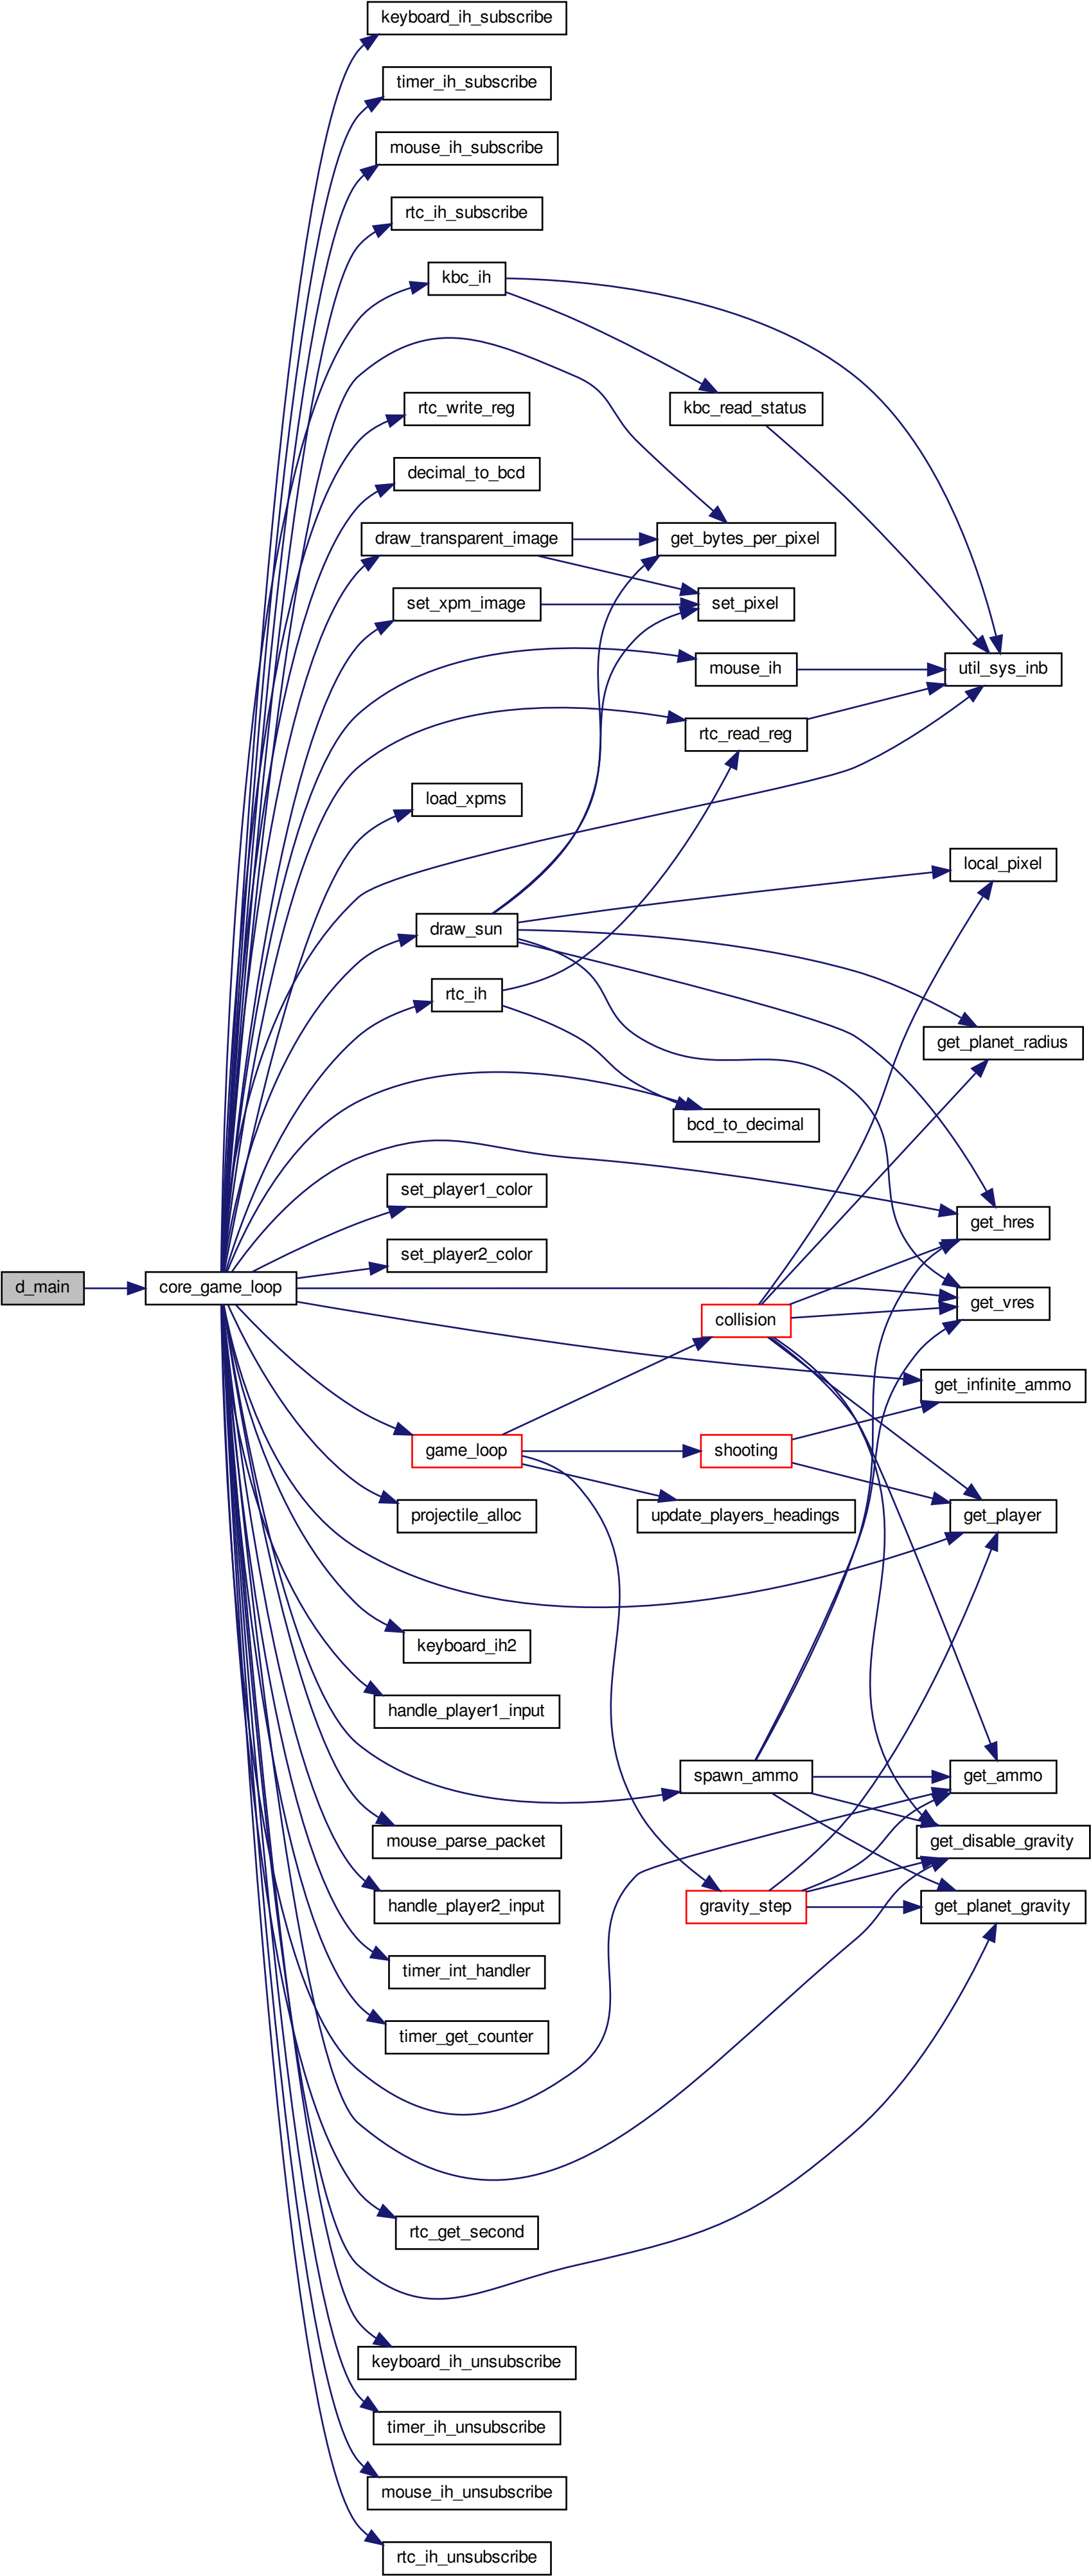 keyboard_ih_subscribe
timer_ih_subscribe
mouse_ih_subscribe
rtc_ih_subscribe
kbc_ih
rtc_write_reg
kbc_read_status
decimal_to_bcd
draw_transparent_image
get_bytes_per_pixel
set_xpm_image
set_pixel
mouse_ih
util_sys_inb
rtc_read_reg
load_xpms
local_pixel
draw_sun
rtc_ih
get_planet_radius
bcd_to_decimal
set_player1_color
get_hres
set_player2_color
d_main
core_game_loop
get_vres
collision
get_infinite_ammo
game_loop
shooting
projectile_alloc
update_players_headings
get_player
keyboard_ih2
handle_player1_input
spawn_ammo
get_ammo
mouse_parse_packet
get_disable_gravity
handle_player2_input
gravity_step
get_planet_gravity
timer_int_handler
timer_get_counter
rtc_get_second
keyboard_ih_unsubscribe
timer_ih_unsubscribe
mouse_ih_unsubscribe
rtc_ih_unsubscribe